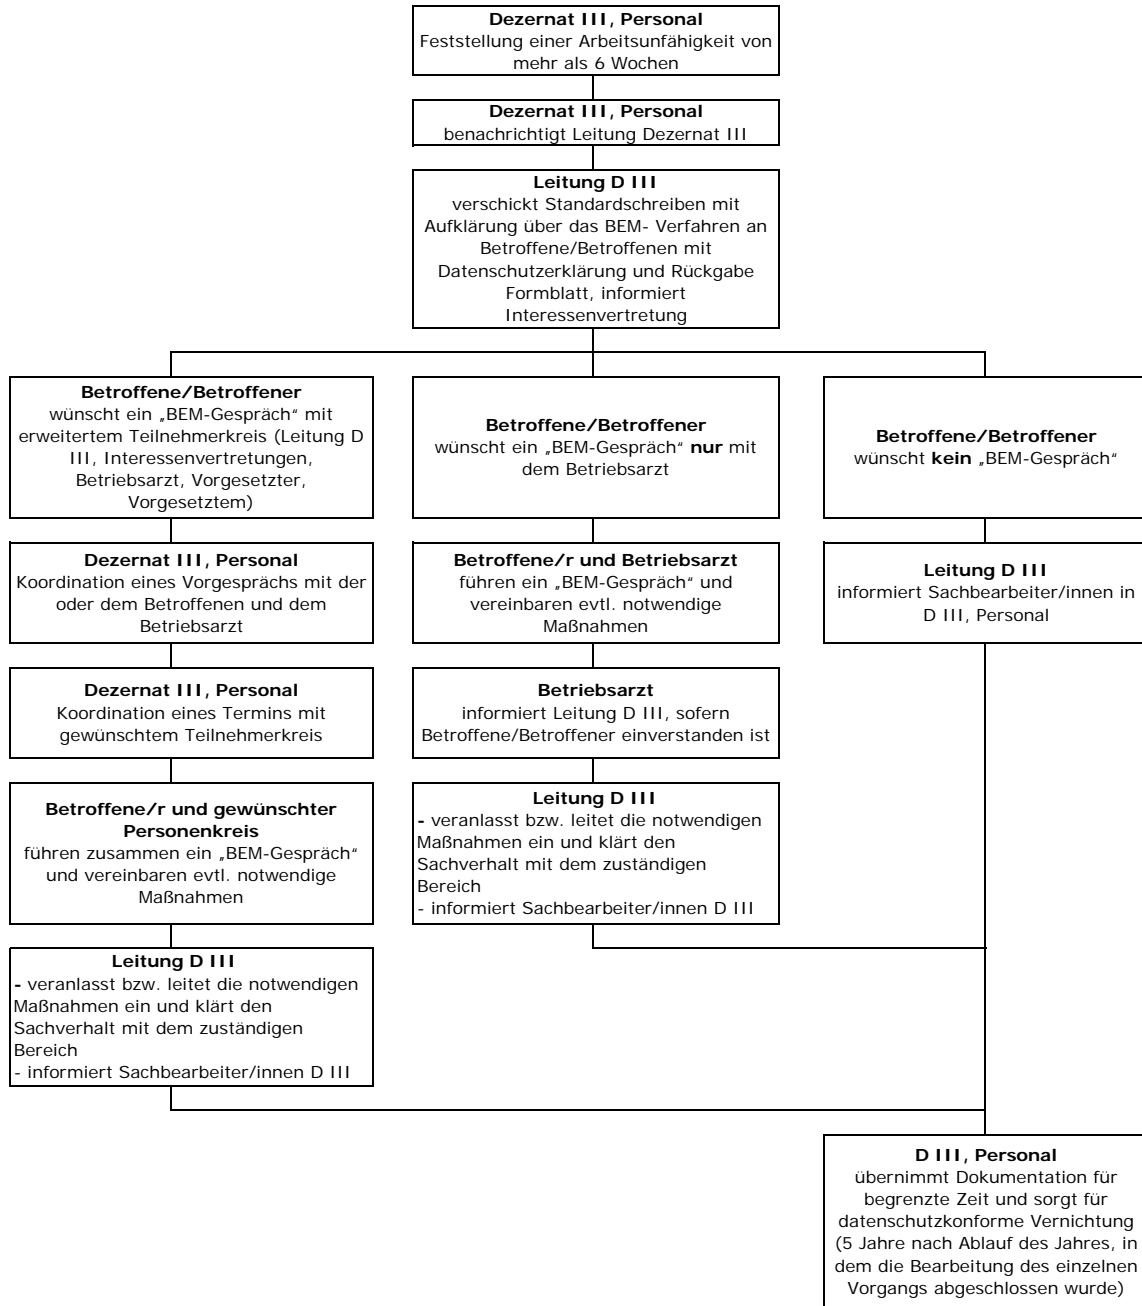 Dezernat III, Personal
Feststellung einer Arbeitsunfähigkeit von
mehr als 6 Wochen
Dezernat III, Personal
benachrichtigt Leitung Dezernat III
Leitung D III
verschickt Standardschreiben mit
Aufklärung über das BEM- Verfahren an
Betroffene/Betroffenen mit
Datenschutzerklärung und Rückgabe
Formblatt, informiert
Interessenvertretung
Betroffene/Betroffener
wünscht ein „BEM-Gespräch“ mit
erweitertem Teilnehmerkreis (Leitung D
III, Interessenvertretungen,
Betriebsarzt, Vorgesetzter,
Vorgesetztem)
Betroffene/Betroffener
wünscht ein „BEM-Gespräch“ nur mit
dem Betriebsarzt
Betroffene/Betroffener
wünscht kein „BEM-Gespräch“
Dezernat III, Personal
Koordination eines Vorgesprächs mit der
oder dem Betroffenen und dem
Betriebsarzt
Betroffene/r und Betriebsarzt
führen ein „BEM-Gespräch“ und
vereinbaren evtl. notwendige
Maßnahmen
Leitung D III
informiert Sachbearbeiter/innen in
D III, Personal
Dezernat III, Personal
Koordination eines Termins mit
gewünschtem Teilnehmerkreis
Betriebsarzt
informiert Leitung D III, sofern
Betroffene/Betroffener einverstanden ist
Betroffene/r und gewünschter
Personenkreis
führen zusammen ein „BEM-Gespräch“
und vereinbaren evtl. notwendige
Maßnahmen
Leitung D III
- veranlasst bzw. leitet die notwendigen
Maßnahmen ein und klärt den
Sachverhalt mit dem zuständigen
Bereich
- informiert Sachbearbeiter/innen D III
Leitung D III
- veranlasst bzw. leitet die notwendigen
Maßnahmen ein und klärt den
Sachverhalt mit dem zuständigen
Bereich
- informiert Sachbearbeiter/innen D III
D III, Personal
übernimmt Dokumentation für
begrenzte Zeit und sorgt für
datenschutzkonforme Vernichtung
(5 Jahre nach Ablauf des Jahres, in
dem die Bearbeitung des einzelnen
Vorgangs abgeschlossen wurde)